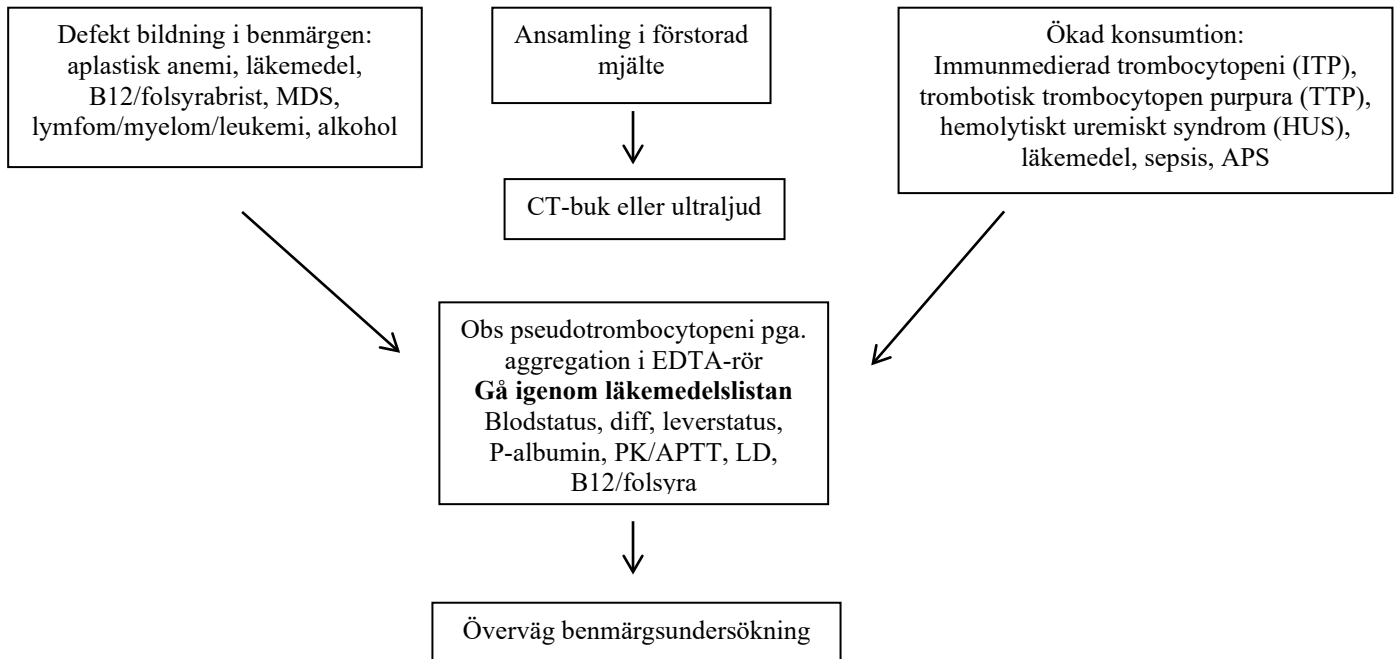 Defekt bildning i benmärgen:
aplastisk anemi, läkemedel,
B12/folsyrabrist, MDS,
lymfom/myelom/leukemi, alkohol
Ansamling i förstorad
mjälte
Ökad konsumtion:
Immunmedierad trombocytopeni (ITP),
trombotisk trombocytopen purpura (TTP),
hemolytiskt uremiskt syndrom (HUS),
läkemedel, sepsis, APS
CT-buk eller ultraljud
Obs pseudotrombocytopeni pga.
aggregation i EDTA-rör
Gå igenom läkemedelslistan
Blodstatus, diff, leverstatus,
P-albumin, PK/APTT, LD,
B12/folsyra
Överväg benmärgsundersökning